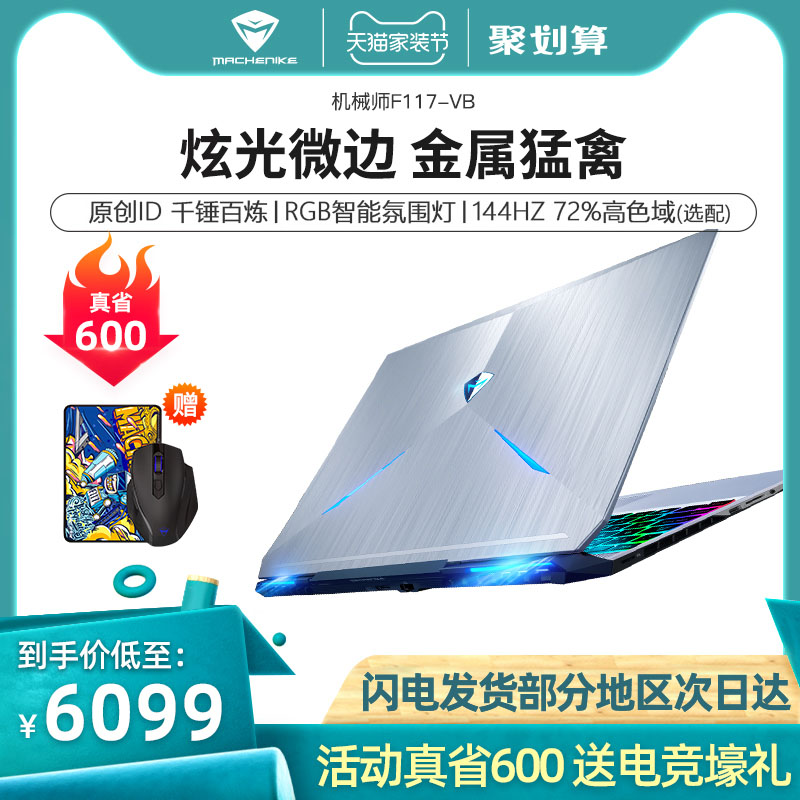 MACHENIKE
天猫家装节
聚划算
机械师F117-VB
炫光微边 金属猛禽
原创ID 千锤百炼|RGB智能氛围灯|144HZ 72%高色域(选配)
真省
600
赠
到手价低至：
¥6099
闪电发货部分地区次日达
活动真省600 送电竞壕礼